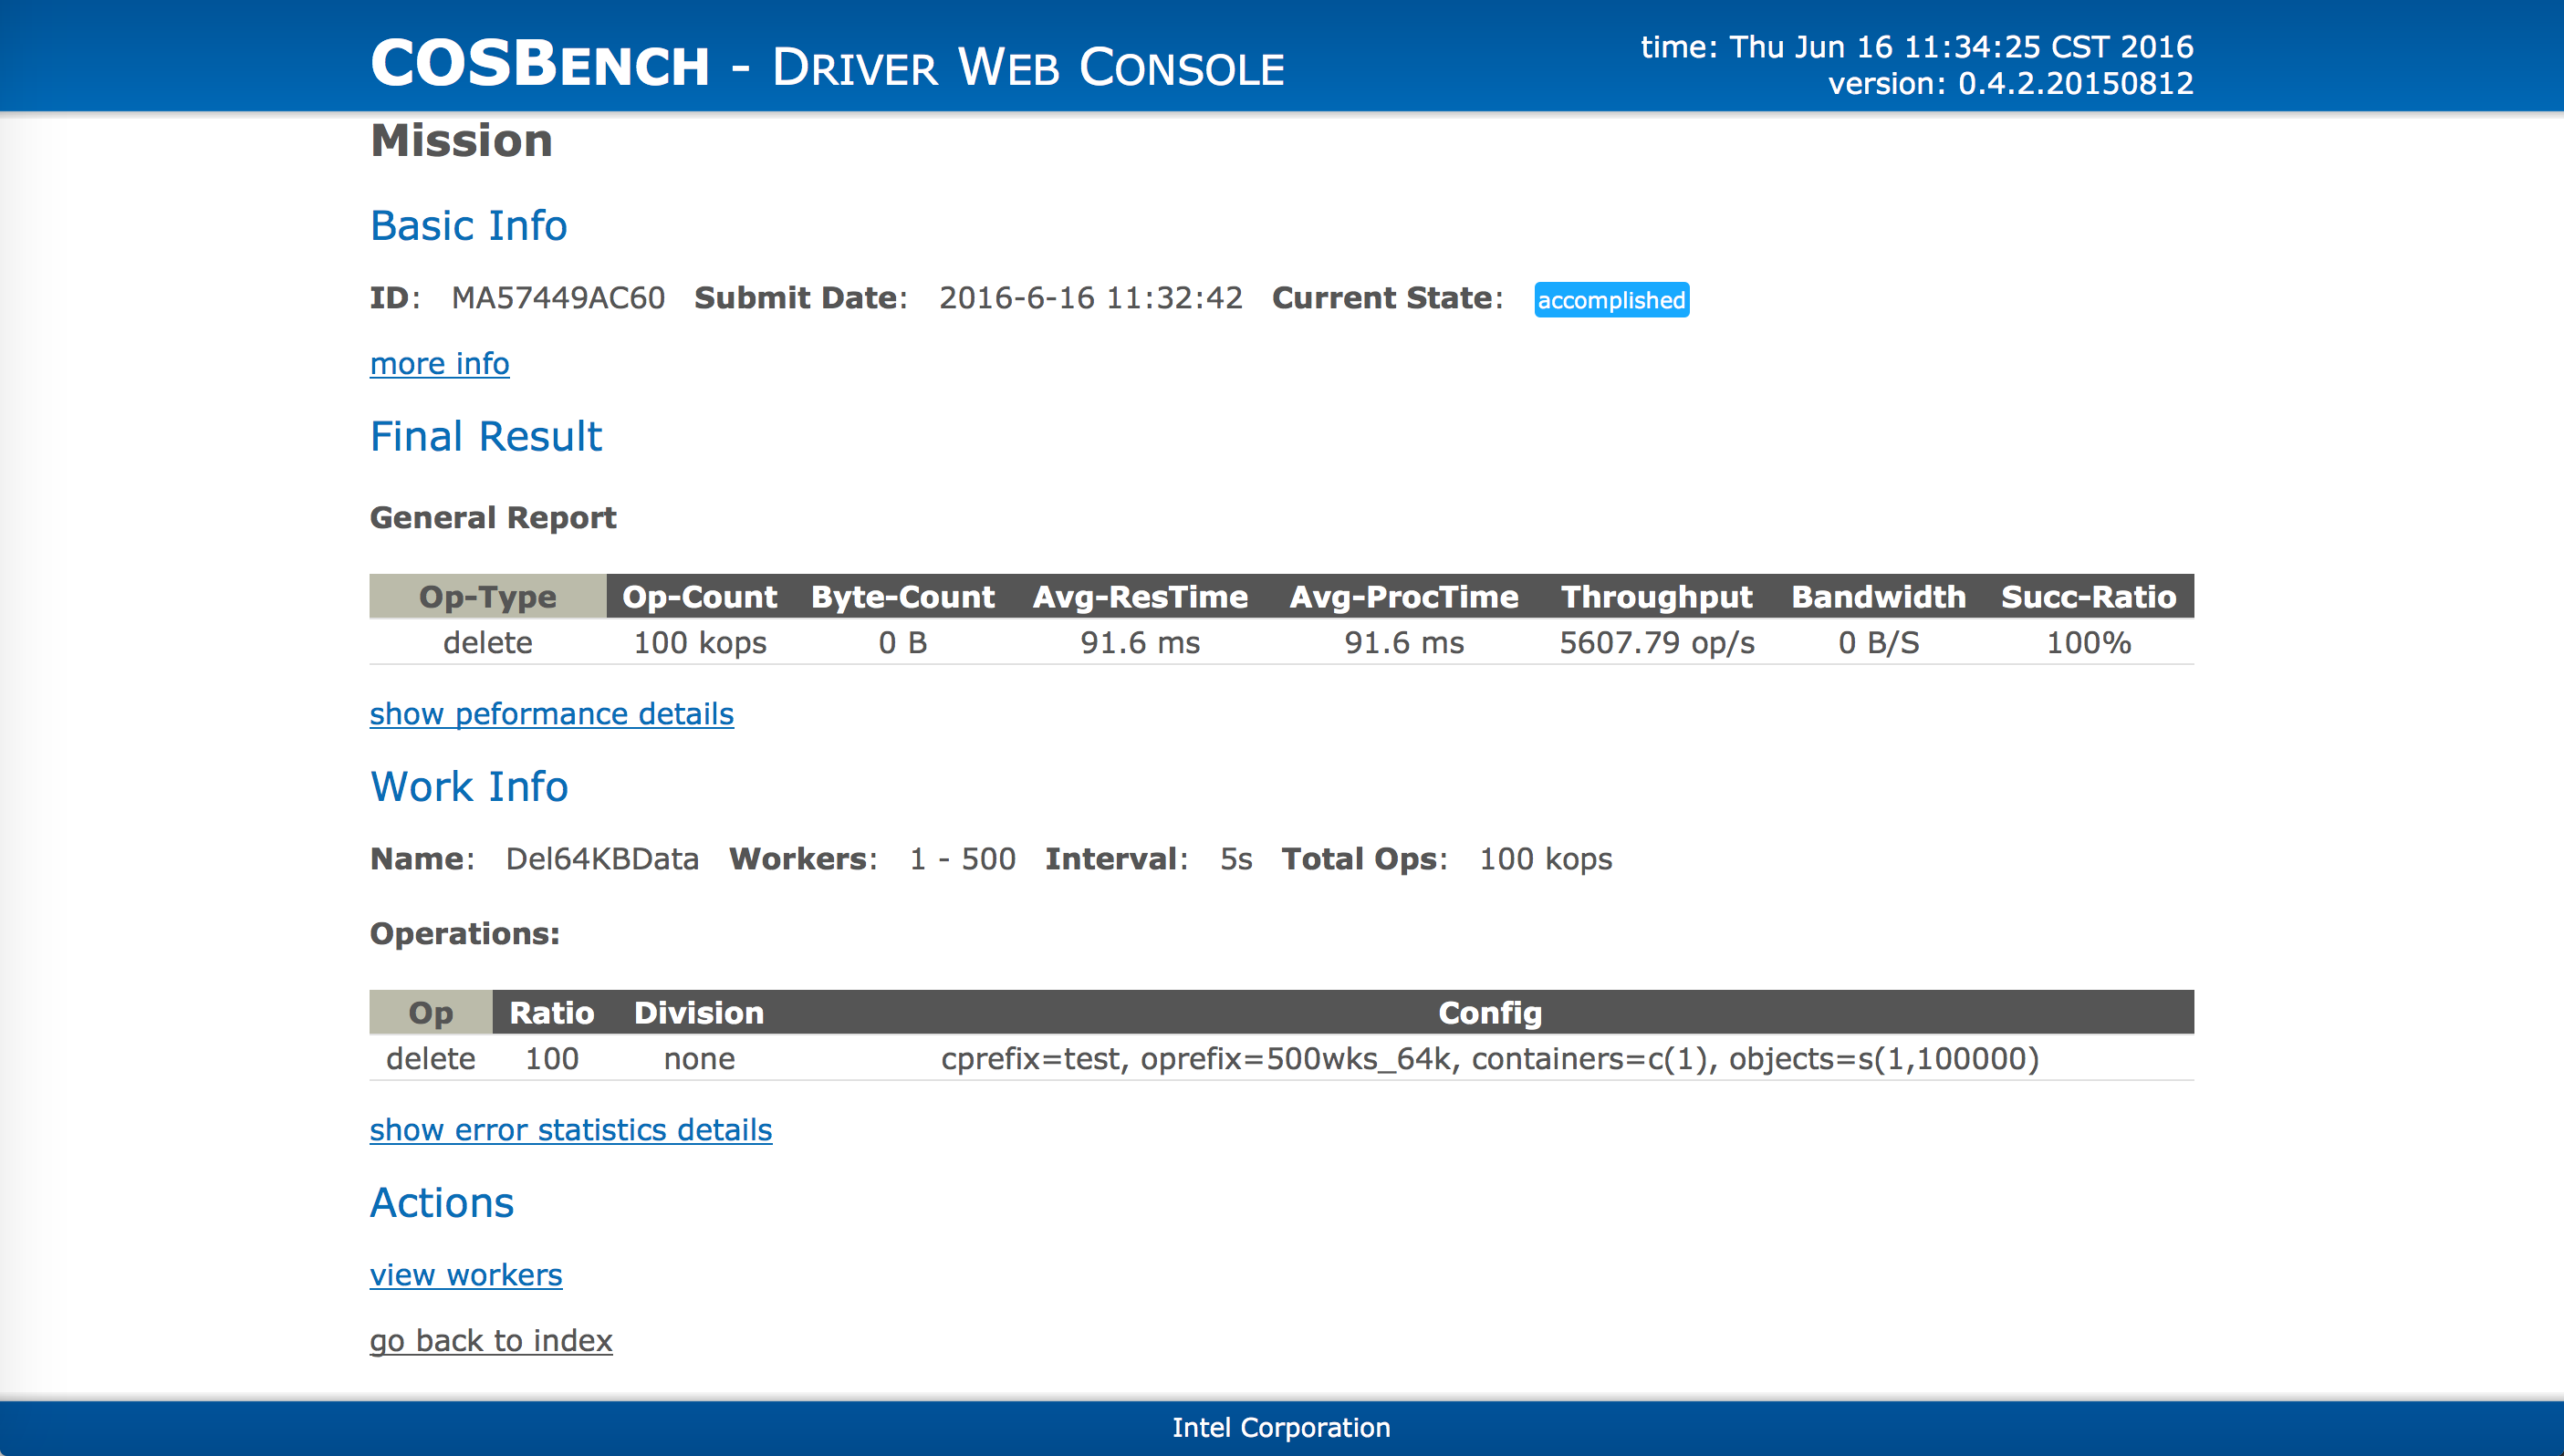 COSBENCH - DRIVER WEB CONSOLE
time: Thu Jun 16 11:34:25 CST 2016
version: 0.4.2.20150812
Mission
Basic Info
ID: MA57449AC60 Submit Date: 2016-6-16 11:32:42 Current State: accomplished
more info
Final Result
General Report
Op-Type Op-Count Byte-Count Avg-ResTime Avg-ProcTime Throughput Bandwidth Succ-Ratio
delete 100 kops 0 B 91.6 ms 91.6 ms 5607.79 op/s 0 B/S 100%
show peformance details
Work Info
Name: Del64KBData Workers: 1 - 500 Interval: 5s Total Ops: 100 kops
Operations:
Op Ratio Division Config
delete 100 none cprefix=test, oprefix=500wks_64k, containers=c(1), objects=s(1,100000)
show error statistics details
Actions
view workers
go back to index
Intel Corporation